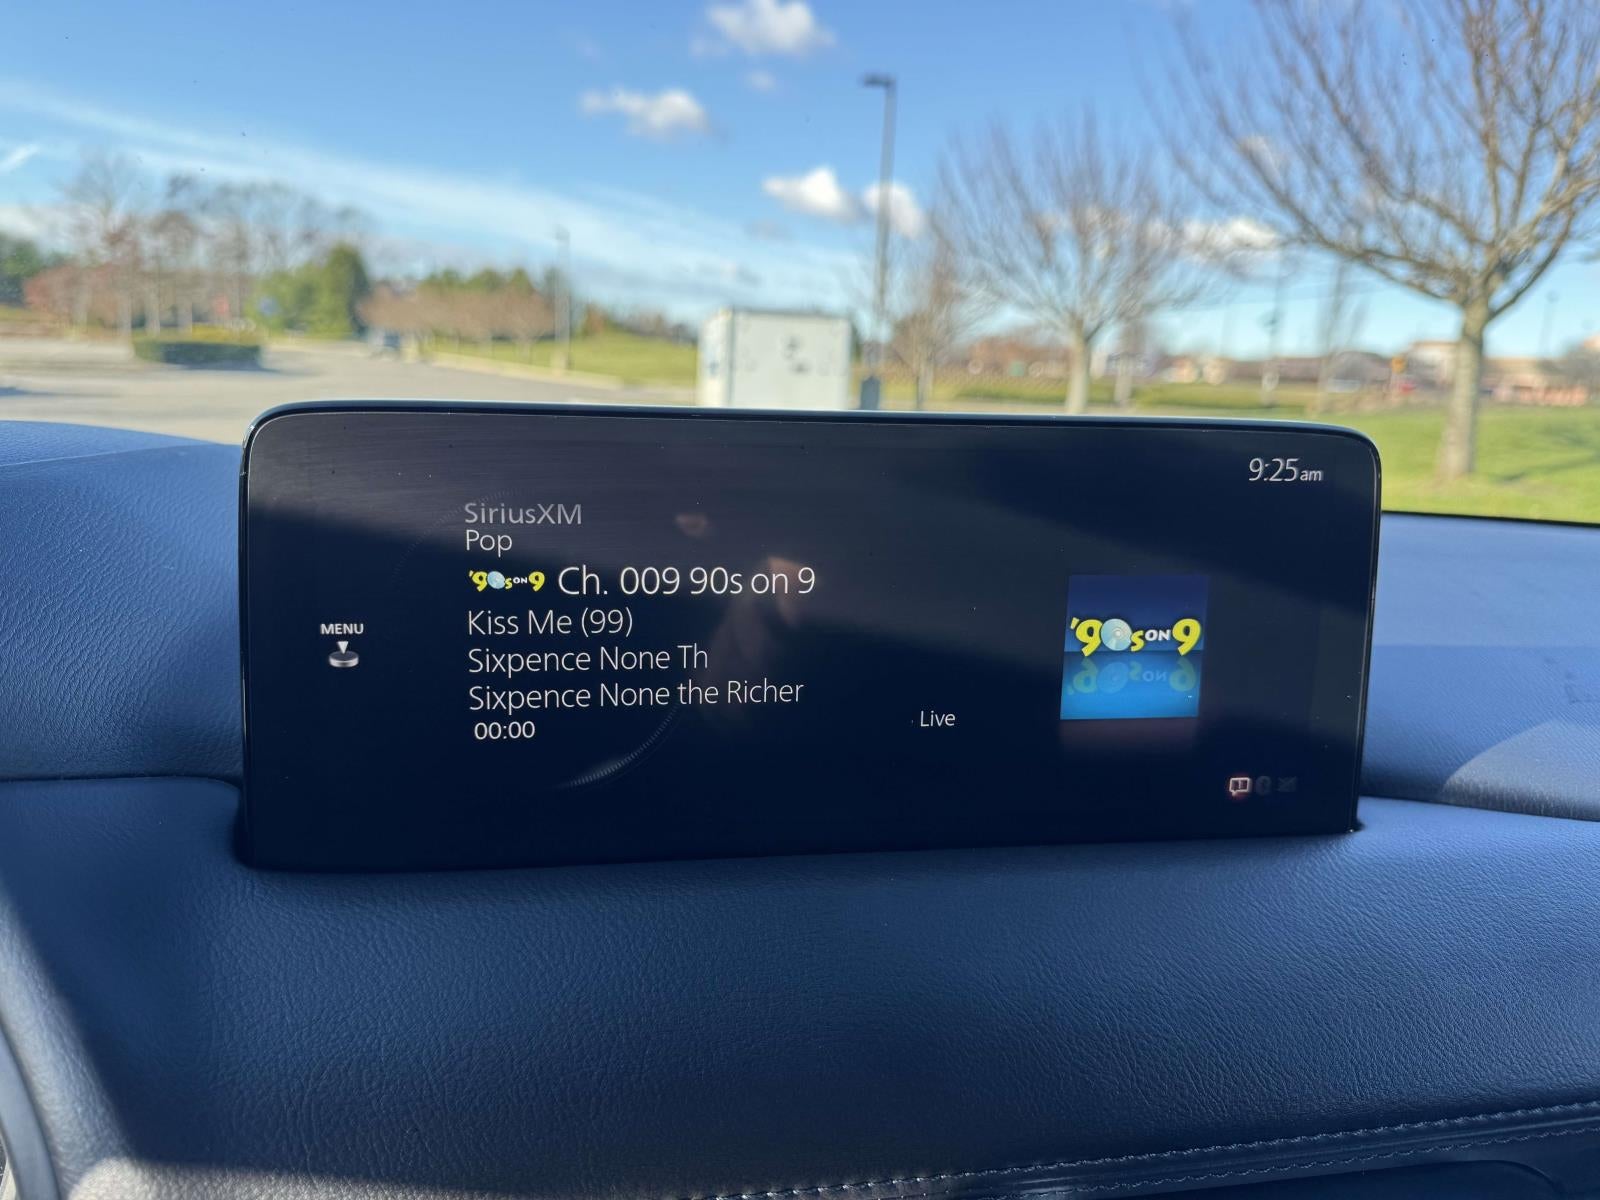 9:25am
SiriusXM
Pop
'90s ON 9 Ch. 009 90s on 9
Kiss Me (99)
Sixpence None Th
Sixpence None the Richer
00:00
Live
MENU
'90s ON 9